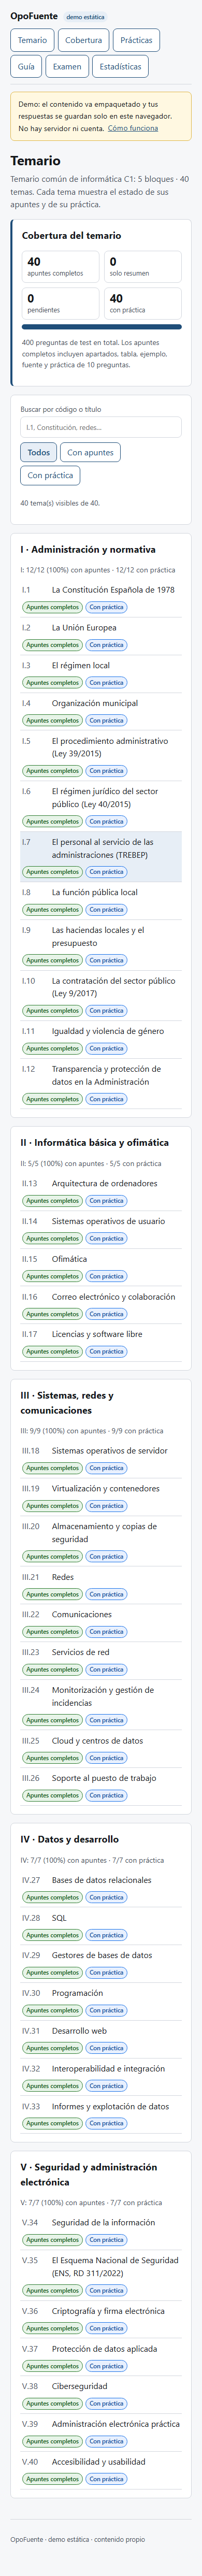 OpoFuente demo estática
Temario Cobertura Prácticas
Guía Examen Estadísticas
Demo: el contenido va empaquetado y tus
respuestas se guardan solo en este navegador.
No hay servidor ni cuenta. Cómo funciona
Temario
Temario común de informática C1: 5 bloques · 40
temas. Cada tema muestra el estado de sus
apuntes y de su práctica.
Cobertura del temario
40 0
apuntes completos solo resumen
0 40
pendientes con práctica
400 preguntas de test en total. Los apuntes
completos incluyen apartados, tabla, ejemplo,
fuente y práctica de 10 preguntas.
Buscar por código o título
I.1, Constitución, redes...
Todos Con apuntes
Con práctica
40 tema(s) visibles de 40.
I · Administración y normativa
I: 12/12 (100%) con apuntes · 12/12 con práctica
I.1 La Constitución Española de 1978
Apuntes completos Con práctica
I.2 La Unión Europea
Apuntes completos Con práctica
I.3 El régimen local
Apuntes completos Con práctica
I.4 Organización municipal
Apuntes completos Con práctica
I.5 El procedimiento administrativo
(Ley 39/2015)
Apuntes completos Con práctica
I.6 El régimen jurídico del sector
público (Ley 40/2015)
Apuntes completos Con práctica
I.7 El personal al servicio de las
administraciones (TREBEP)
Apuntes completos Con práctica
I.8 La función pública local
Apuntes completos Con práctica
I.9 Las haciendas locales y el
presupuesto
Apuntes completos Con práctica
I.10 La contratación del sector público
(Ley 9/2017)
Apuntes completos Con práctica
I.11 Igualdad y violencia de género
Apuntes completos Con práctica
I.12 Transparencia y protección de
datos en la Administración
Apuntes completos Con práctica
II · Informática básica y ofimática
II: 5/5 (100%) con apuntes · 5/5 con práctica
II.13 Arquitectura de ordenadores
Apuntes completos Con práctica
II.14 Sistemas operativos de usuario
Apuntes completos Con práctica
II.15 Ofimática
Apuntes completos Con práctica
II.16 Correo electrónico y colaboración
Apuntes completos Con práctica
II.17 Licencias y software libre
Apuntes completos Con práctica
III · Sistemas, redes y
comunicaciones
III: 9/9 (100%) con apuntes · 9/9 con práctica
III.18 Sistemas operativos de servidor
Apuntes completos Con práctica
III.19 Virtualización y contenedores
Apuntes completos Con práctica
III.20 Almacenamiento y copias de
seguridad
Apuntes completos Con práctica
III.21 Redes
Apuntes completos Con práctica
III.22 Comunicaciones
Apuntes completos Con práctica
III.23 Servicios de red
Apuntes completos Con práctica
III.24 Monitorización y gestión de
incidencias
Apuntes completos Con práctica
III.25 Cloud y centros de datos
Apuntes completos Con práctica
III.26 Soporte al puesto de trabajo
Apuntes completos Con práctica
IV · Datos y desarrollo
IV: 7/7 (100%) con apuntes · 7/7 con práctica
IV.27 Bases de datos relacionales
Apuntes completos Con práctica
IV.28 SQL
Apuntes completos Con práctica
IV.29 Gestores de bases de datos
Apuntes completos Con práctica
IV.30 Programación
Apuntes completos Con práctica
IV.31 Desarrollo web
Apuntes completos Con práctica
IV.32 Interoperabilidad e integración
Apuntes completos Con práctica
IV.33 Informes y explotación de datos
Apuntes completos Con práctica
V · Seguridad y administración
electrónica
V: 7/7 (100%) con apuntes · 7/7 con práctica
V.34 Seguridad de la información
Apuntes completos Con práctica
V.35 El Esquema Nacional de Seguridad
(ENS, RD 311/2022)
Apuntes completos Con práctica
V.36 Criptografía y firma electrónica
Apuntes completos Con práctica
V.37 Protección de datos aplicada
Apuntes completos Con práctica
V.38 Ciberseguridad
Apuntes completos Con práctica
V.39 Administración electrónica práctica
Apuntes completos Con práctica
V.40 Accesibilidad y usabilidad
Apuntes completos Con práctica
OpoFuente · demo estática · contenido propio